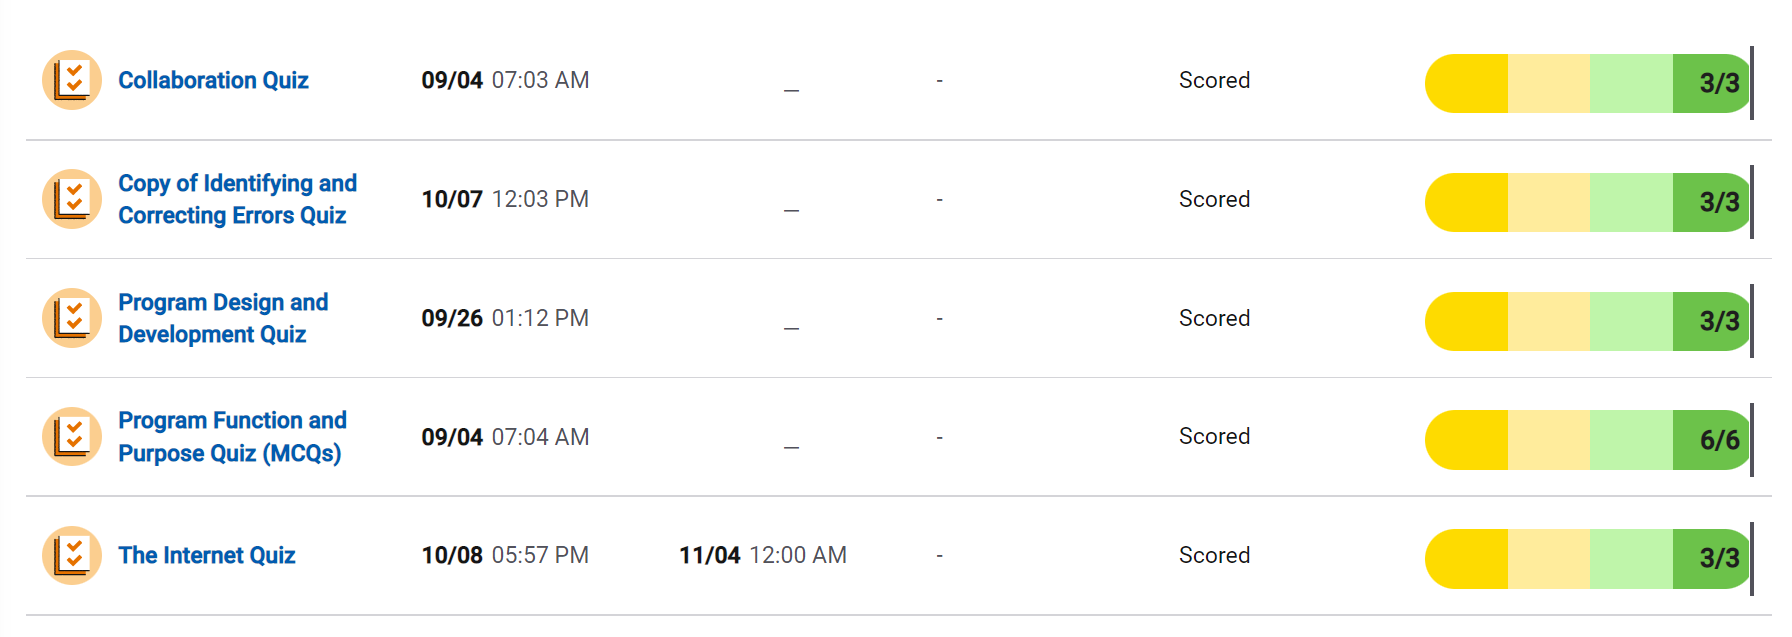 Collaboration Quiz 09/04 07:03 AM _ - Scored 3/3
Copy of Identifying and
Correcting Errors Quiz 10/07 12:03 PM _ - Scored 3/3
Program Design and
Development Quiz 09/26 01:12 PM _ - Scored 3/3
Program Function and
Purpose Quiz (MCQs) 09/04 07:04 AM _ - Scored 6/6
The Internet Quiz 10/08 05:57 PM 11/04 12:00 AM - Scored 3/3